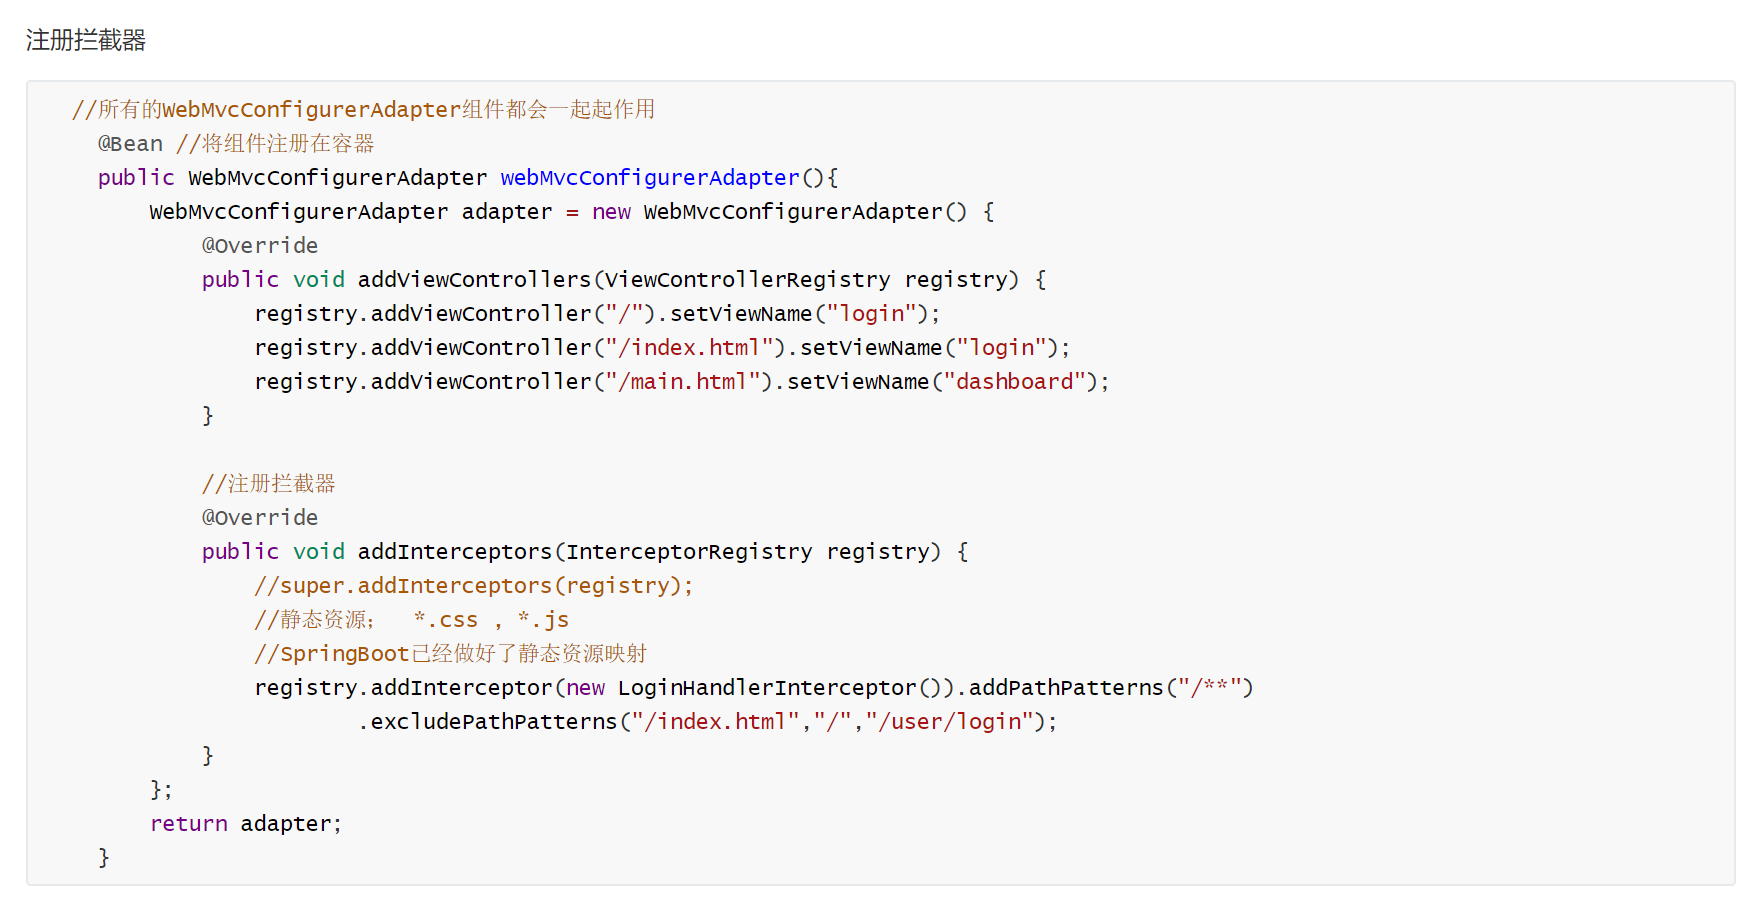 注册拦截器
//所有的WebMvcConfigurerAdapter组件都会一起起作用
@Bean //将组件注册在容器
public WebMvcConfigurerAdapter webMvcConfigurerAdapter(){
WebMvcConfigurerAdapter adapter = new WebMvcConfigurerAdapter() {
@Override
public void addViewControllers(ViewControllerRegistry registry) {
registry.addViewController("/").setViewName("login");
registry.addViewController("/index.html").setViewName("login");
registry.addViewController("/main.html").setViewName("dashboard");
}
//注册拦截器
@Override
public void addInterceptors(InterceptorRegistry registry) {
//super.addInterceptors(registry);
//静态资源；  *.css , *.js
//SpringBoot已经做好了静态资源映射
registry.addInterceptor(new LoginHandlerInterceptor()).addPathPatterns("/**")
.excludePathPatterns("/index.html","/","/user/login");
}
};
return adapter;
}